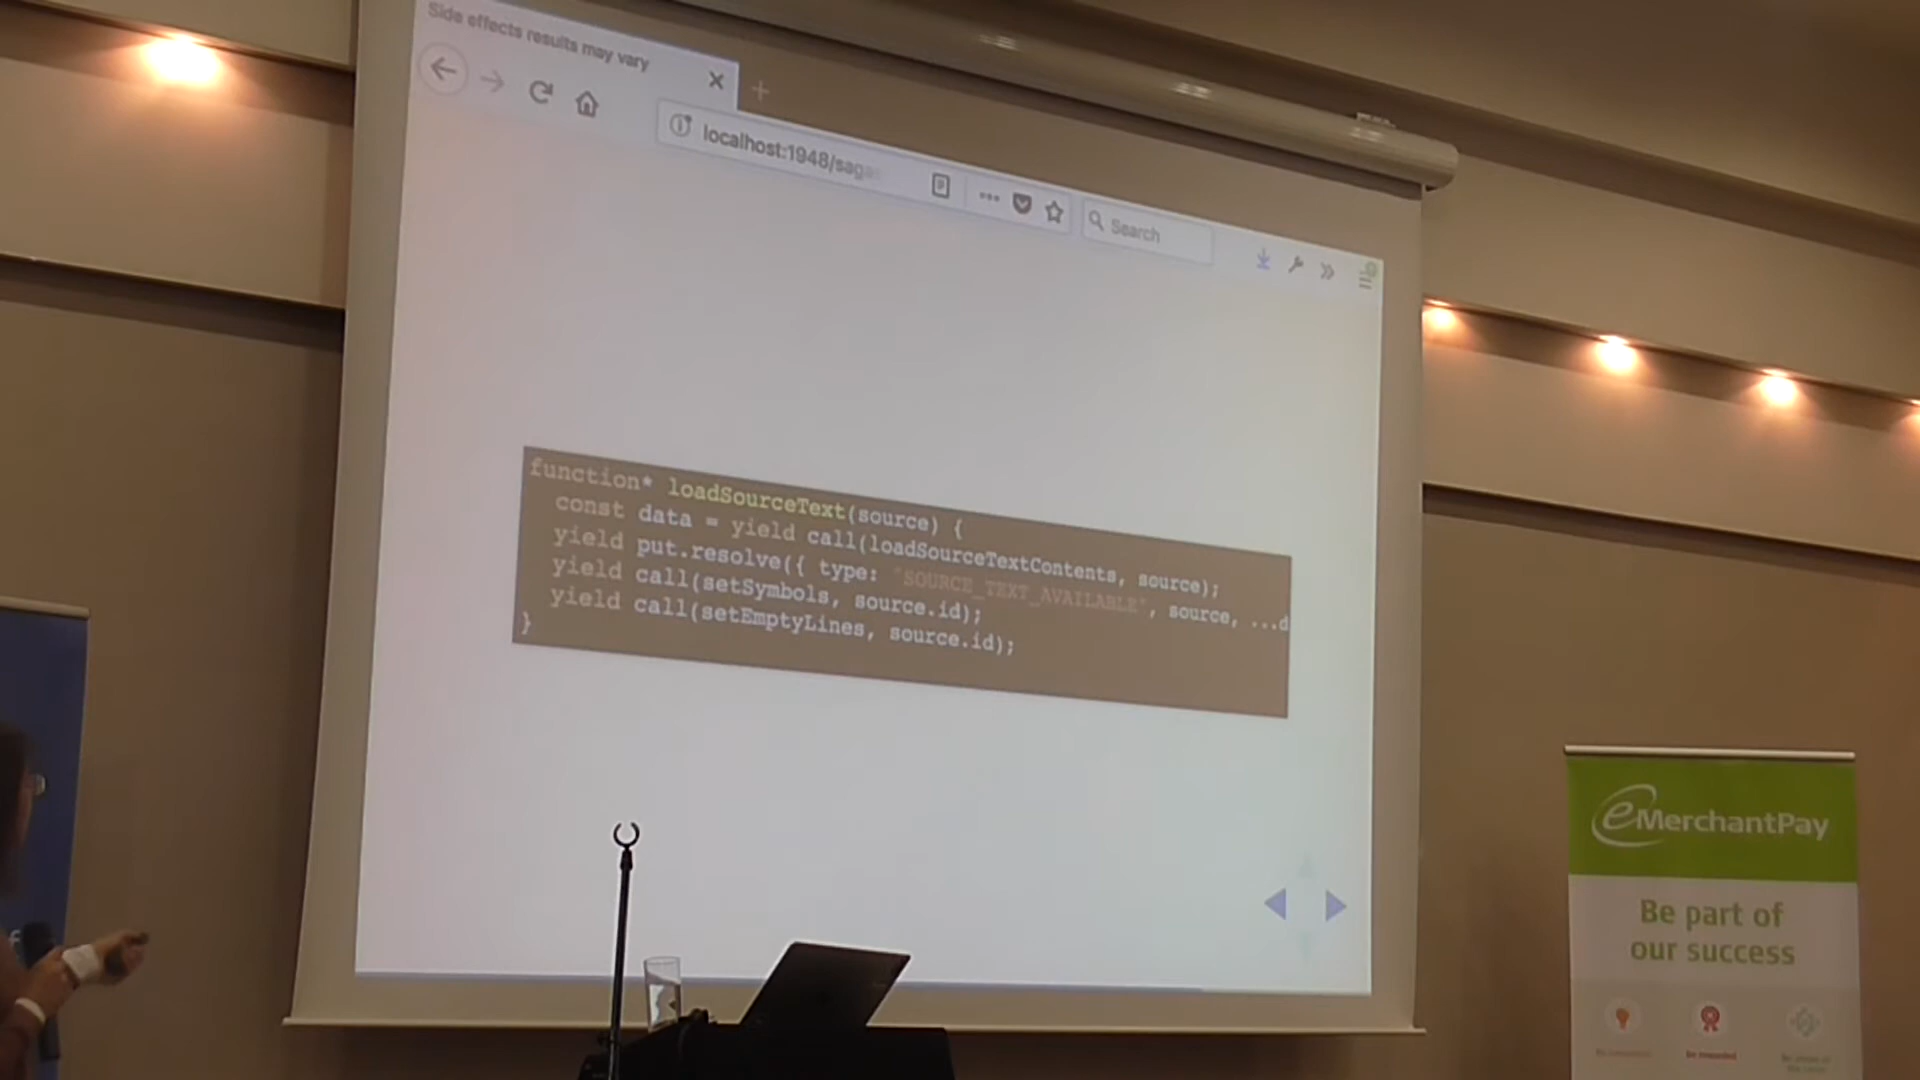 Side effects results may vary
localhost:1948/saga
Search
function* loadSourceText(source) {
const data = yield call(loadSourceTextContents, source);
yield put.resolve({ type: "SOURCE_TEXT_AVAILABLE", source, ...d
yield call(setSymbols, source.id);
yield call(setEmptyLines, source.id);
}
eMerchantPay
Be part of
our success
Be rewarded